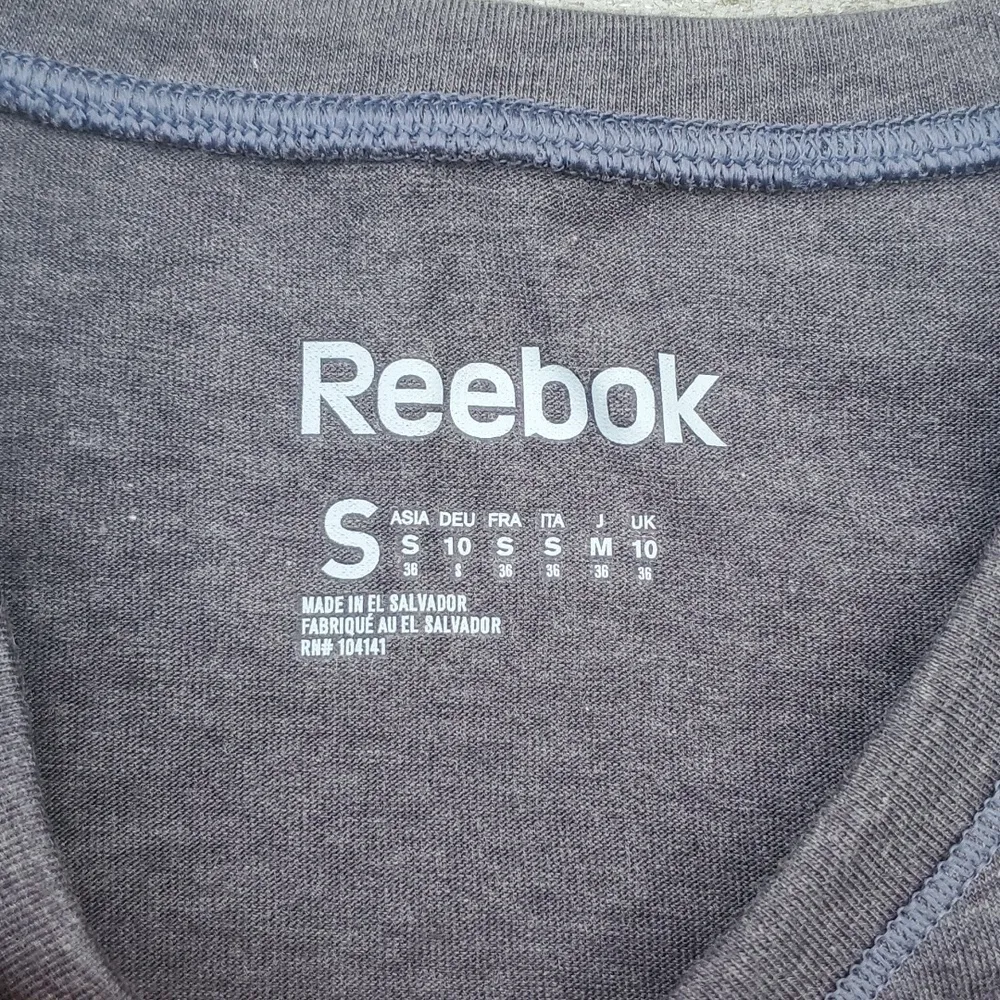 Reebok
S ASIA DEU FRA ITA J UK
S 10 S S M 10
36 S 36 36 36 36
MADE IN EL SALVADOR
FABRIQUÉ AU EL SALVADOR
RN# 104141